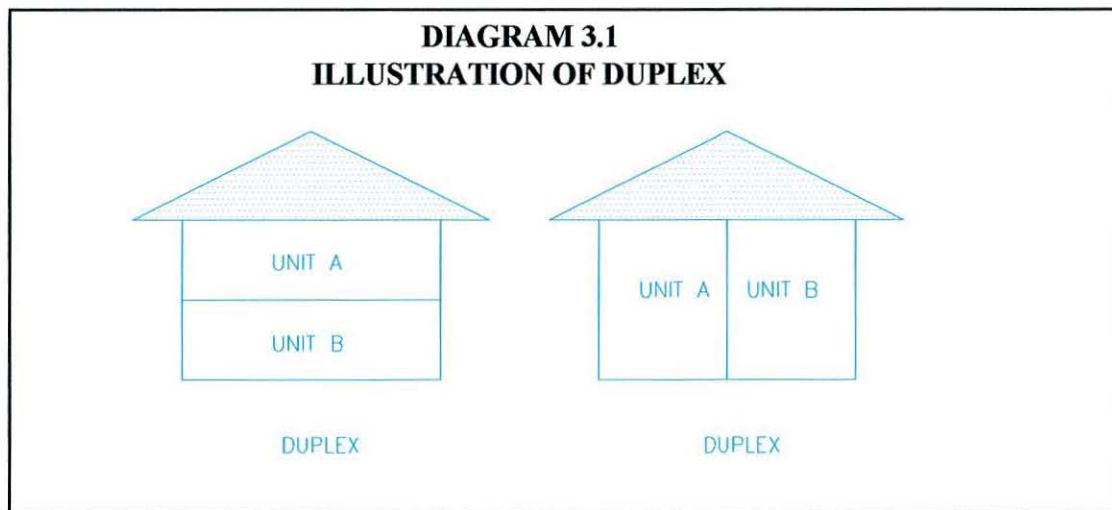 DIAGRAM 3.1
ILLUSTRATION OF DUPLEX
UNIT A
UNIT B
DUPLEX
UNIT A
UNIT B
DUPLEX